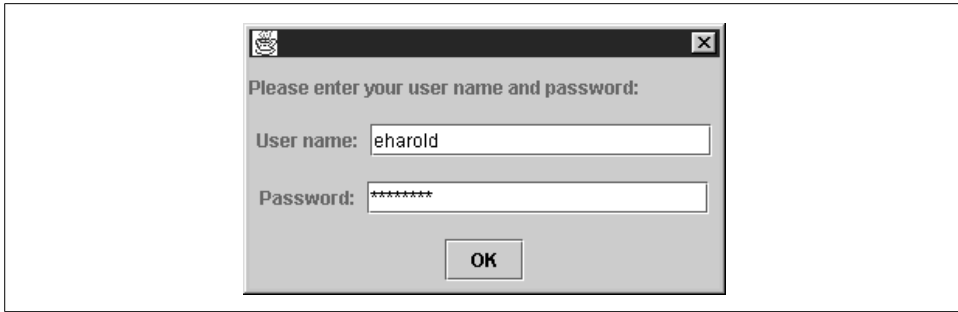 Please enter your user name and password:
User name: eharold
Password: ********
OK